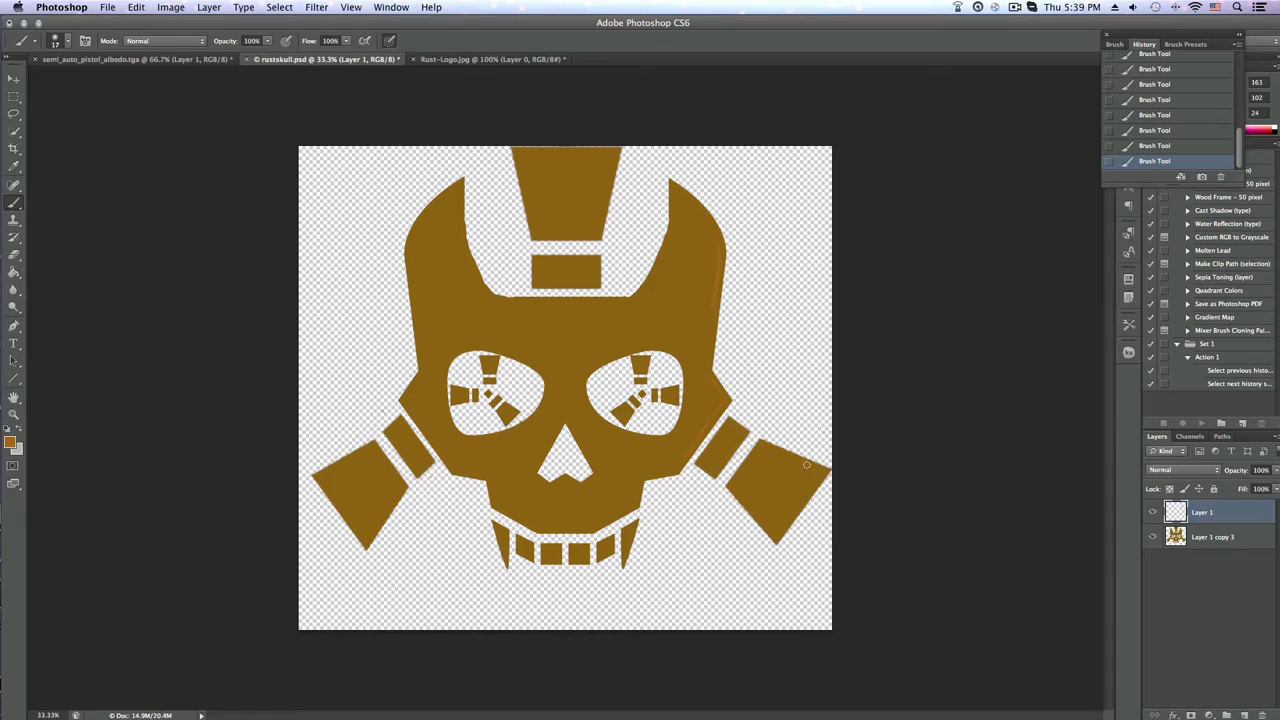 Photoshop File Edit Image Layer Type Select Filter View Window Help Thu 5:39 PM
Adobe Photoshop CS6
17 Mode: Normal Opacity: 100% Flow: 100%
semi_auto_pistol_albedo.tga @ 66.7% (Layer 1, RGB/8) * © rustskull.psd @ 33.3% (Layer 1, RGB/8) * Rust-Logo.jpg @ 100% (Layer 0, RGB/8#) *
Brush History Brush Presets
Brush Tool
Brush Tool
Brush Tool
Brush Tool
Brush Tool
Brush Tool
Brush Tool
Brush Tool
163
102
24
Wood Frame – 50 pixel
Cast Shadow (type)
Water Reflection (type)
Custom RGB to Grayscale
Molten Lead
Make Clip Path (selection)
Sepia Toning (layer)
Quadrant Colors
Save as Photoshop PDF
Gradient Map
Mixer Brush Cloning Pai...
Set 1
Action 1
Select previous histo...
Select next history s...
Layers Channels Paths
Kind
Normal Opacity: 100%
Lock: Fill: 100%
Layer 1
Layer 1 copy 3
33.33% Doc: 14.9M/20.4M